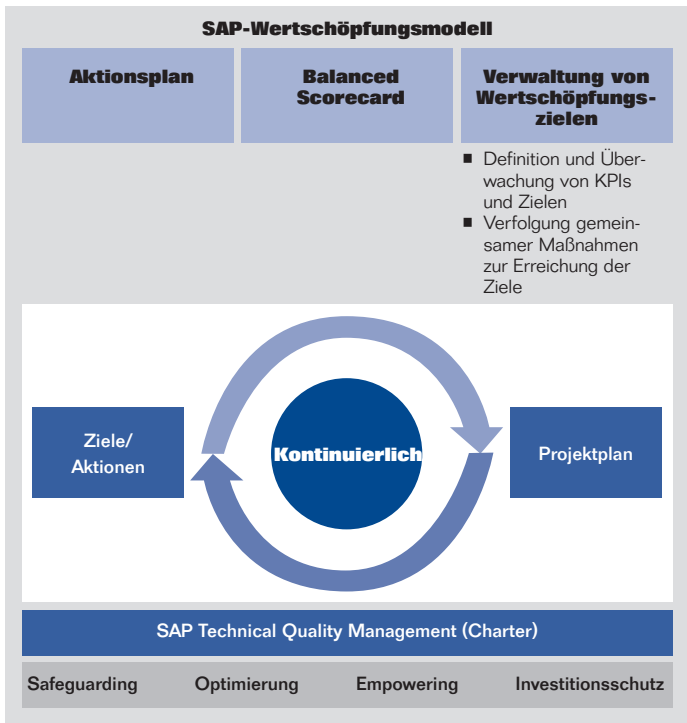 SAP-Wertschöpfungsmodell
Aktionsplan
Balanced
Scorecard
Verwaltung von
Wertschöpfungs-
zielen
■ Definition und Über-
wachung von KPIs
und Zielen
■ Verfolgung gemein-
samer Maßnahmen
zur Erreichung der
Ziele
Ziele/
Aktionen
Kontinuierlich
Projektplan
SAP Technical Quality Management (Charter)
Safeguarding Optimierung Empowering Investitionsschutz